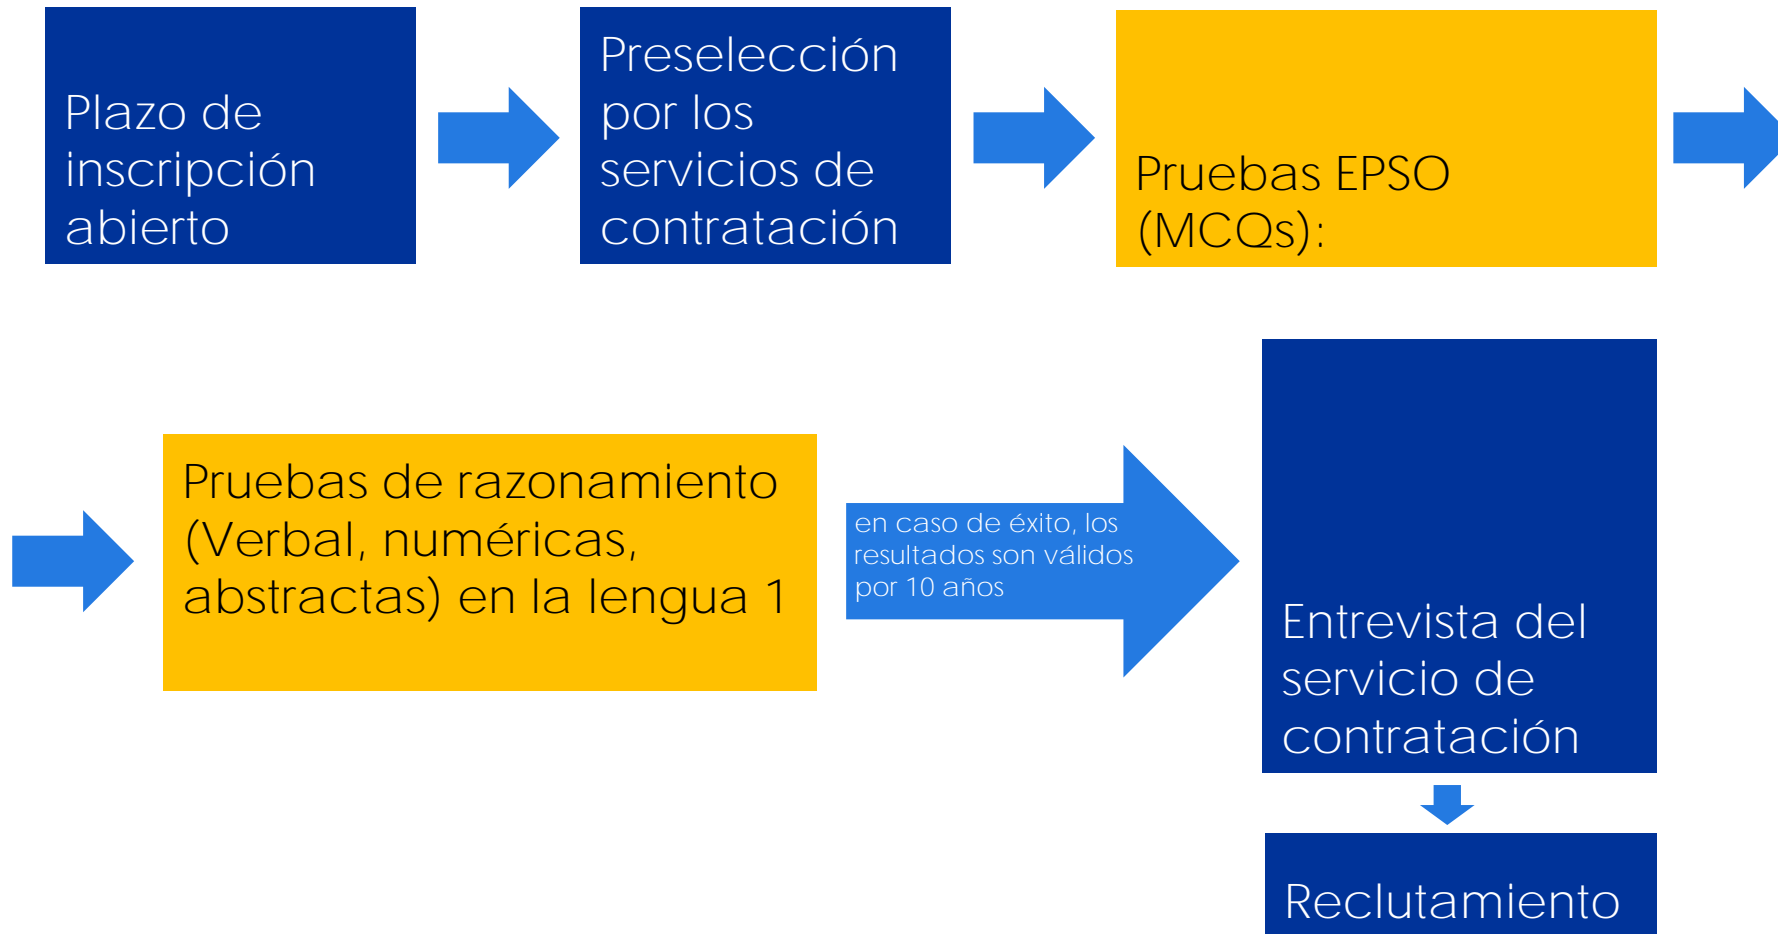 Plazo de
inscripción
abierto
Preselección
por los
servicios de
contratación
Pruebas EPSO
(MCQs):
Pruebas de razonamiento
(Verbal, numéricas,
abstractas) en la lengua 1
en caso de éxito, los
resultados son válidos
por 10 años
Entrevista del
servicio de
contratación
Reclutamiento